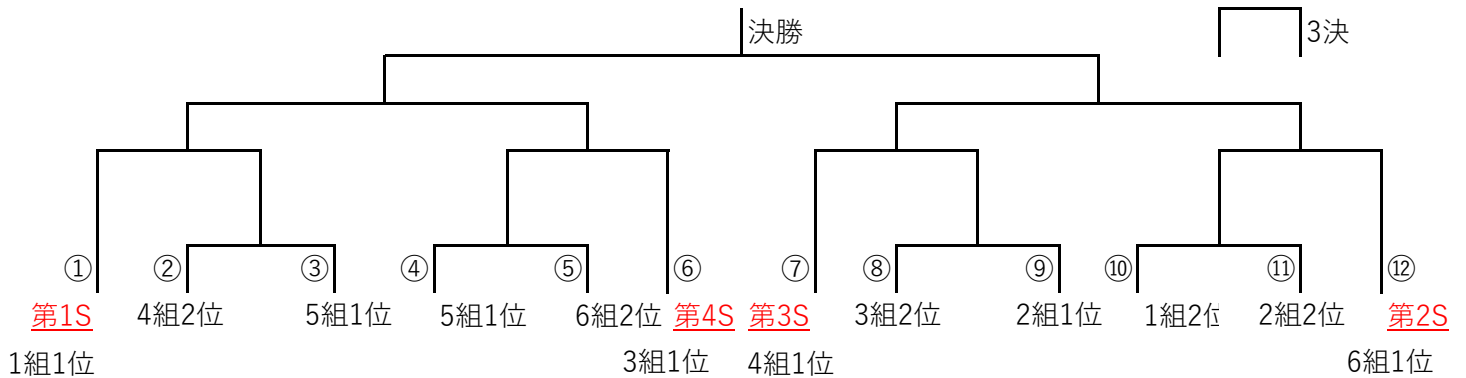 決勝
3決
① ② ③ ④ ⑤ ⑥ ⑦ ⑧ ⑨ ⑩ ⑪ ⑫
第1S 4組2位 5組1位 5組1位 6組2位 第4S 第3S 3組2位 2組1位 1組2位 2組2位 第2S
1組1位 3組1位 4組1位 6組1位